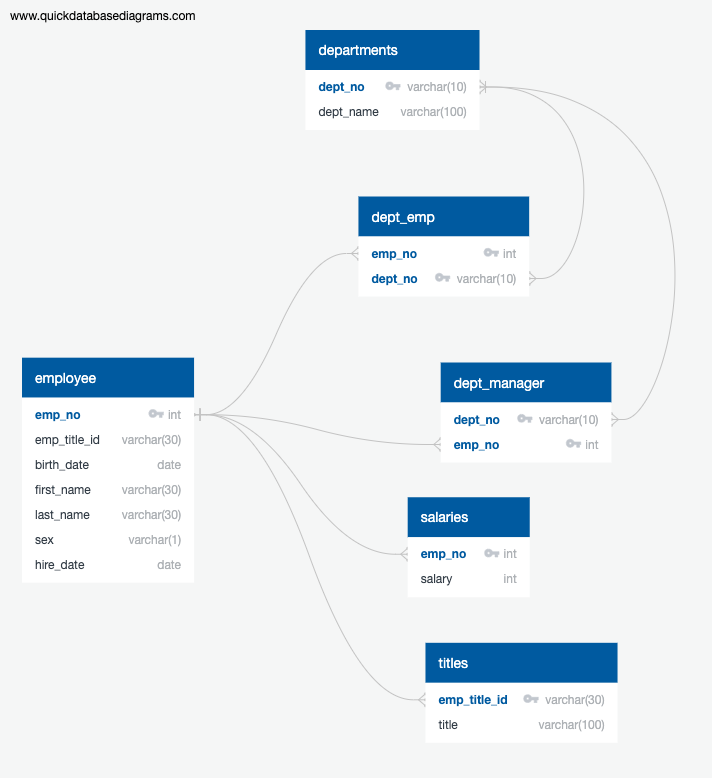 www.quickdatabasediagrams.com
departments
dept_no varchar(10)
dept_name varchar(100)
dept_emp
emp_no int
dept_no varchar(10)
employee
emp_no int
emp_title_id varchar(30)
birth_date date
first_name varchar(30)
last_name varchar(30)
sex varchar(1)
hire_date date
dept_manager
dept_no varchar(10)
emp_no int
salaries
emp_no int
salary int
titles
emp_title_id varchar(30)
title varchar(100)